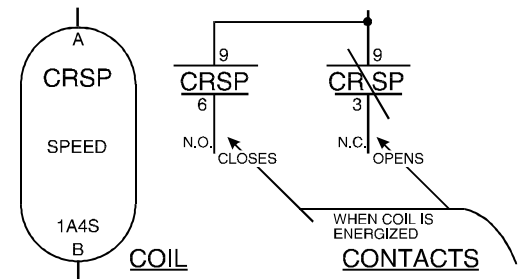 A
CRSP
SPEED
1A4S
B
COIL
9
CRSP
6
N.O.
CLOSES
9
CRSP
3
N.C.
OPENS
WHEN COIL IS
ENERGIZED
CONTACTS